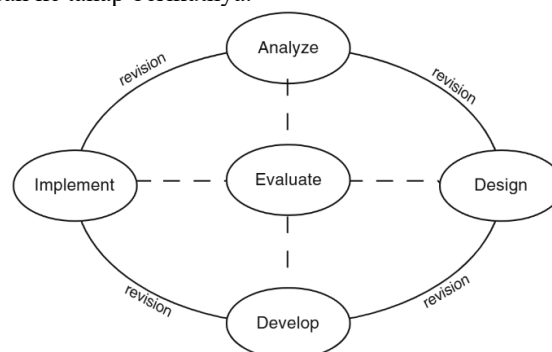 Analyze
revision
revision
Implement
Evaluate
Design
revision
revision
Develop